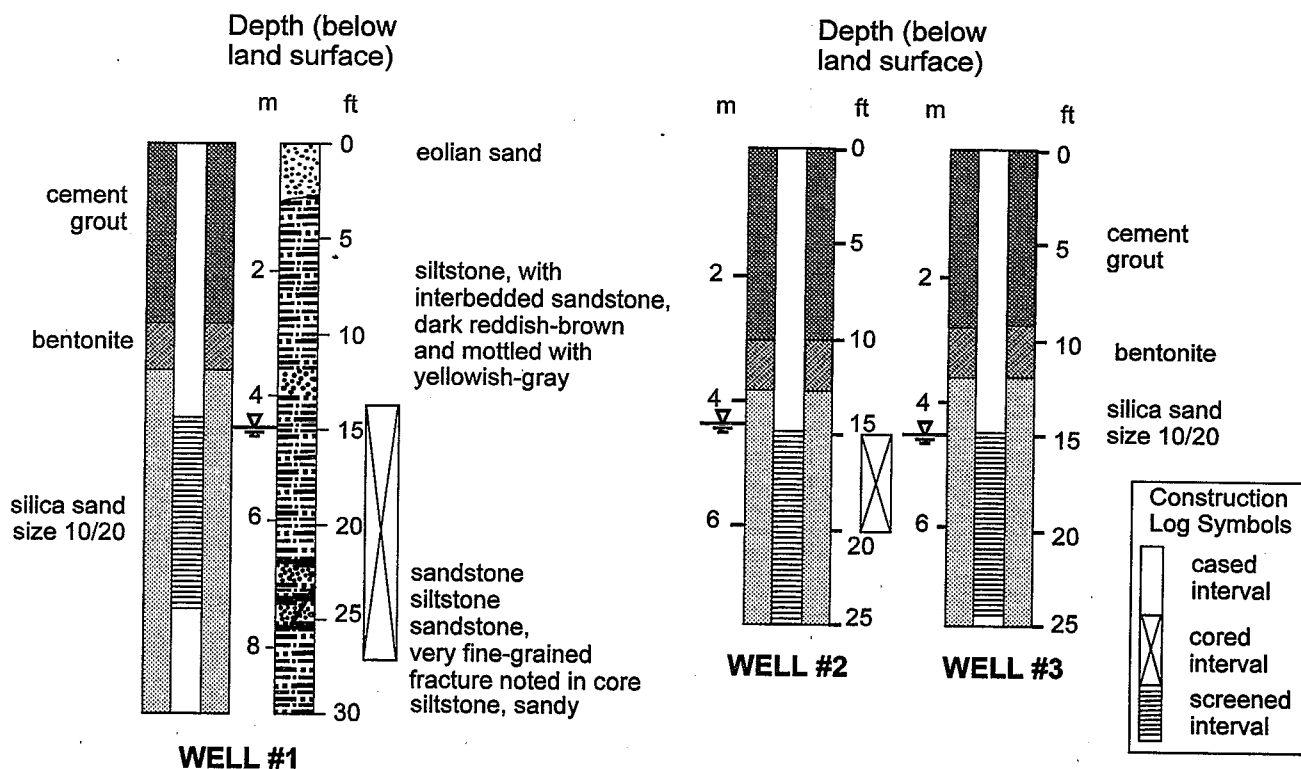 Depth (below
land surface)
m
ft
cement
grout
bentonite
silica sand
size 10/20
2
4
6
8
0
5
10
15
20
25
30
eolian sand
siltstone, with
interbedded sandstone,
dark reddish-brown
and mottled with
yellowish-gray
sandstone
siltstone
sandstone,
very fine-grained
fracture noted in core
siltstone, sandy
WELL #1
Depth (below
land surface)
m
ft
2
4
6
0
5
10
15
20
25
WELL #2
m
ft
2
4
6
0
5
10
15
20
25
WELL #3
cement
grout
bentonite
silica sand
size 10/20
Construction
Log Symbols
cased
interval
cored
interval
screened
interval